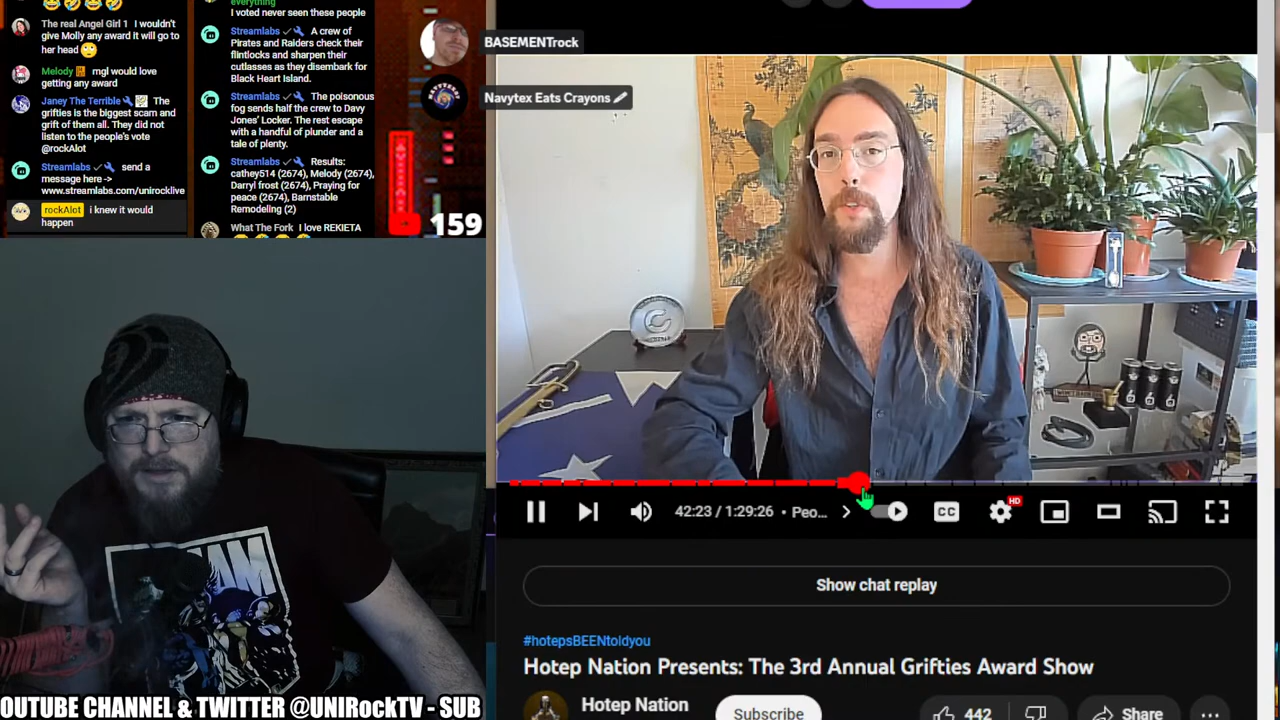 The real Angel Girl 1 I wouldn't
give Molly any award it will go to
her head
Melody mgl would love
getting any award
Janey The Terrible The
grifties is the biggest scam and
grift of them all. They did not
listen to the people's vote
@rockAlot
Streamlabs send a
message here ->
www.streamlabs.com/unirocklive
rockAlot i knew it would
happen
everything
I voted never seen these people
Streamlabs A crew of
Pirates and Raiders check their
flintlocks and sharpen their
cutlasses as they disembark for
Black Heart Island.
Streamlabs The poisonous
fog sends half the crew to Davy
Jones' Locker. The rest escape
with a handful of plunder and a
tale of plenty.
Streamlabs Results:
cathey514 (2674), Melody (2674),
Darryl frost (2674), Praying for
peace (2674), Barnstable
Remodeling (2)
What The Fork I love REKIETA
159
BASEMENTrock
Navytex Eats Crayons
42:23 / 1:29:26 • Peo...
CC
HD
Show chat replay
#hotepsBEENtoldyou
Hotep Nation Presents: The 3rd Annual Grifties Award Show
Hotep Nation
Subscribe
442
Share
OUTUBE CHANNEL & TWITTER @UNIRockTV - SUB